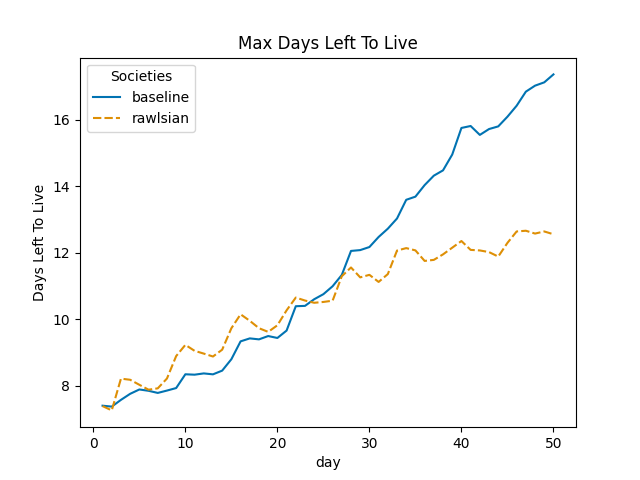 Max Days Left To Live
Societies
baseline
rawlsian
Days Left To Live
16
14
12
10
8
0
10
20
30
40
50
day